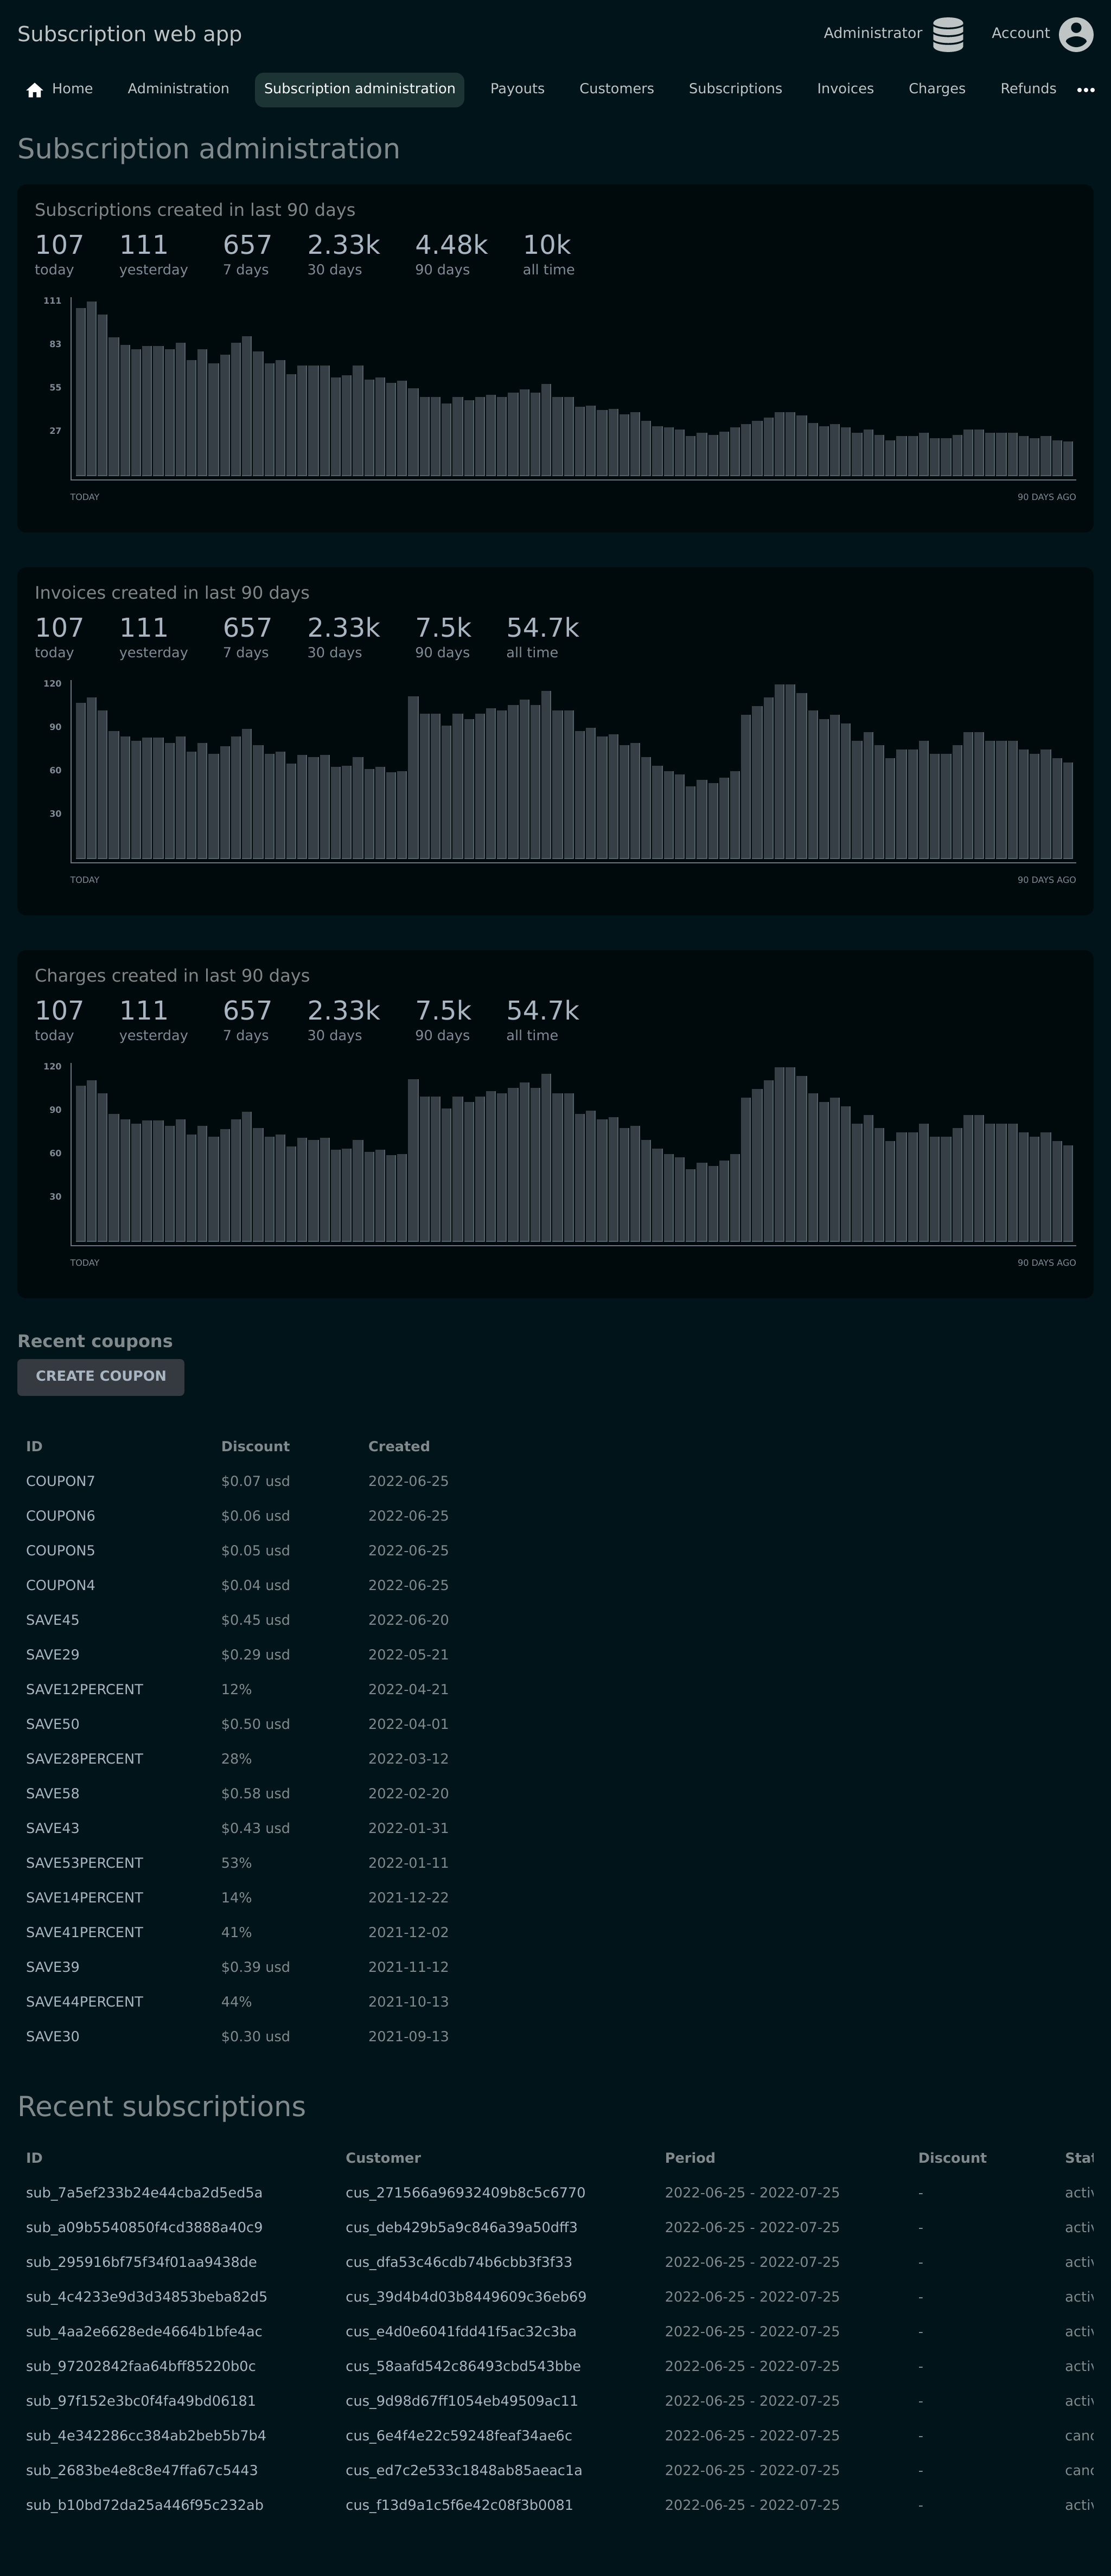 Subscription web app
Administrator Account
Home Administration Subscription administration Payouts Customers Subscriptions Invoices Charges Refunds
Subscription administration
Subscriptions created in last 90 days
107 111 657 2.33k 4.48k 10k
today yesterday 7 days 30 days 90 days all time
111
83
55
27
TODAY 90 DAYS AGO
Invoices created in last 90 days
107 111 657 2.33k 7.5k 54.7k
today yesterday 7 days 30 days 90 days all time
120
90
60
30
TODAY 90 DAYS AGO
Charges created in last 90 days
107 111 657 2.33k 7.5k 54.7k
today yesterday 7 days 30 days 90 days all time
120
90
60
30
TODAY 90 DAYS AGO
Recent coupons
CREATE COUPON
ID Discount Created
COUPON7 $0.07 usd 2022-06-25
COUPON6 $0.06 usd 2022-06-25
COUPON5 $0.05 usd 2022-06-25
COUPON4 $0.04 usd 2022-06-25
SAVE45 $0.45 usd 2022-06-20
SAVE29 $0.29 usd 2022-05-21
SAVE12PERCENT 12% 2022-04-21
SAVE50 $0.50 usd 2022-04-01
SAVE28PERCENT 28% 2022-03-12
SAVE58 $0.58 usd 2022-02-20
SAVE43 $0.43 usd 2022-01-31
SAVE53PERCENT 53% 2022-01-11
SAVE14PERCENT 14% 2021-12-22
SAVE41PERCENT 41% 2021-12-02
SAVE39 $0.39 usd 2021-11-12
SAVE44PERCENT 44% 2021-10-13
SAVE30 $0.30 usd 2021-09-13
Recent subscriptions
ID Customer Period Discount
sub_7a5ef233b24e44cba2d5ed5a cus_271566a96932409b8c5c6770 2022-06-25 - 2022-07-25 -
sub_a09b5540850f4cd3888a40c9 cus_deb429b5a9c846a39a50dff3 2022-06-25 - 2022-07-25 -
sub_295916bf75f34f01aa9438de cus_dfa53c46cdb74b6cbb3f3f33 2022-06-25 - 2022-07-25 -
sub_4c4233e9d3d34853beba82d5 cus_39d4b4d03b8449609c36eb69 2022-06-25 - 2022-07-25 -
sub_4aa2e6628ede4664b1bfe4ac cus_e4d0e6041fdd41f5ac32c3ba 2022-06-25 - 2022-07-25 -
sub_97202842faa64bff85220b0c cus_58aafd542c86493cbd543bbe 2022-06-25 - 2022-07-25 -
sub_97f152e3bc0f4fa49bd06181 cus_9d98d67ff1054eb49509ac11 2022-06-25 - 2022-07-25 -
sub_4e342286cc384ab2beb5b7b4 cus_6e4f4e22c59248feaf34ae6c 2022-06-25 - 2022-07-25 -
sub_2683be4e8c8e47ffa67c5443 cus_ed7c2e533c1848ab85aeac1a 2022-06-25 - 2022-07-25 -
sub_b10bd72da25a446f95c232ab cus_f13d9a1c5f6e42c08f3b0081 2022-06-25 - 2022-07-25 -